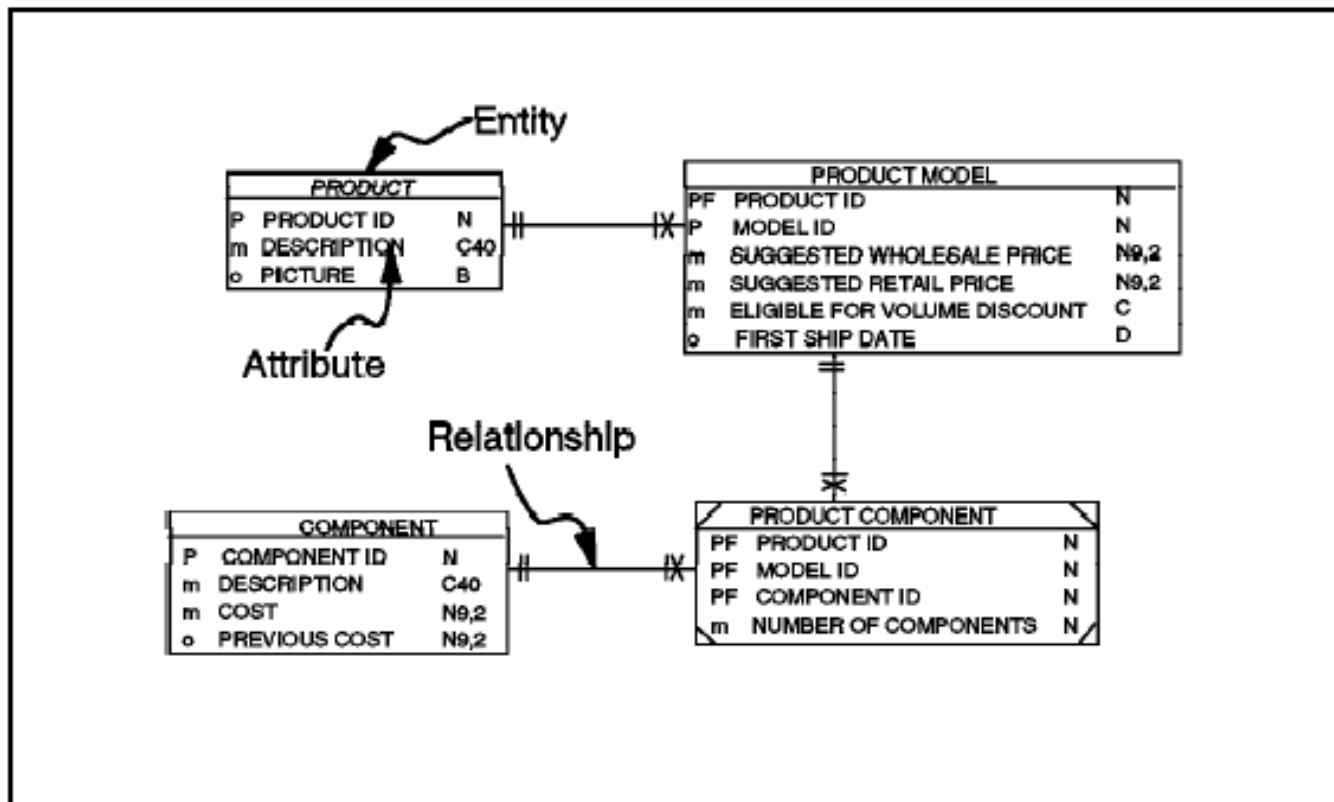 Entity
PRODUCT
P PRODUCT ID N
m DESCRIPTION C40
o PICTURE B
Attribute
PRODUCT MODEL
PF PRODUCT ID N
P MODEL ID N
m SUGGESTED WHOLESALE PRICE N9,2
m SUGGESTED RETAIL PRICE N9,2
m ELIGIBLE FOR VOLUME DISCOUNT C
o FIRST SHIP DATE D
Relationship
COMPONENT
P COMPONENT ID N
m DESCRIPTION C40
m COST N9,2
o PREVIOUS COST N9,2
PRODUCT COMPONENT
PF PRODUCT ID N
PF MODEL ID N
PF COMPONENT ID N
m NUMBER OF COMPONENTS N